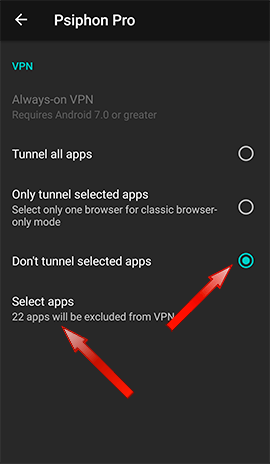 Psiphon Pro
VPN
Always-on VPN
Requires Android 7.0 or greater
Tunnel all apps
Only tunnel selected apps
Select only one browser for classic browser-
only mode
Don't tunnel selected apps
Select apps
22 apps will be excluded from VPN